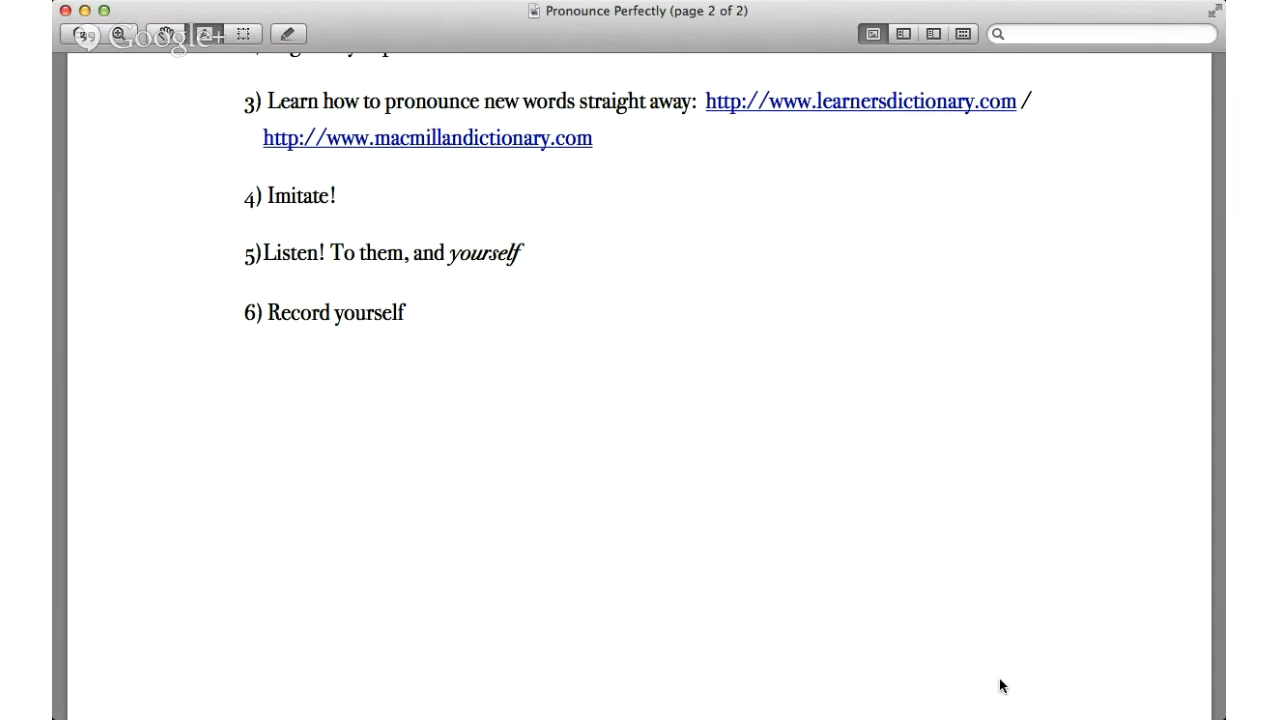 Pronounce Perfectly (page 2 of 2)
Google+
3) Learn how to pronounce new words straight away: http://www.learnersdictionary.com /
http://www.macmillandictionary.com
4) Imitate!
5)Listen! To them, and yourself
6) Record yourself